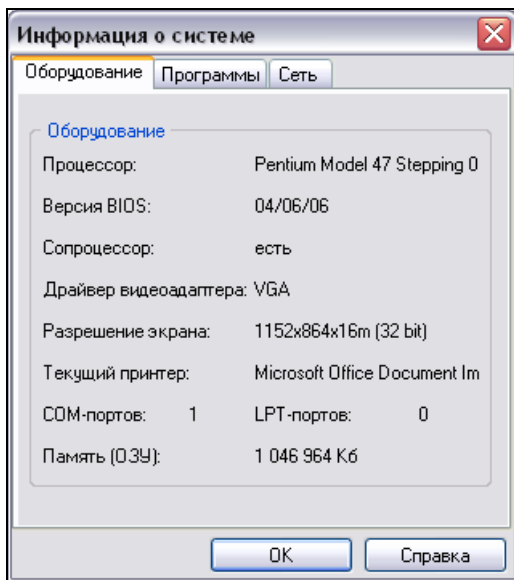 Информация о системе
Оборудование Программы Сеть
Оборудование
Процессор: Pentium Model 47 Stepping 0
Версия BIOS: 04/06/06
Сопроцессор: есть
Драйвер видеоадаптера: VGA
Разрешение экрана: 1152x864x16m (32 bit)
Текущий принтер: Microsoft Office Document Im
COM-портов: 1 LPT-портов: 0
Память (ОЗУ): 1 046 964 Кб
OK Справка